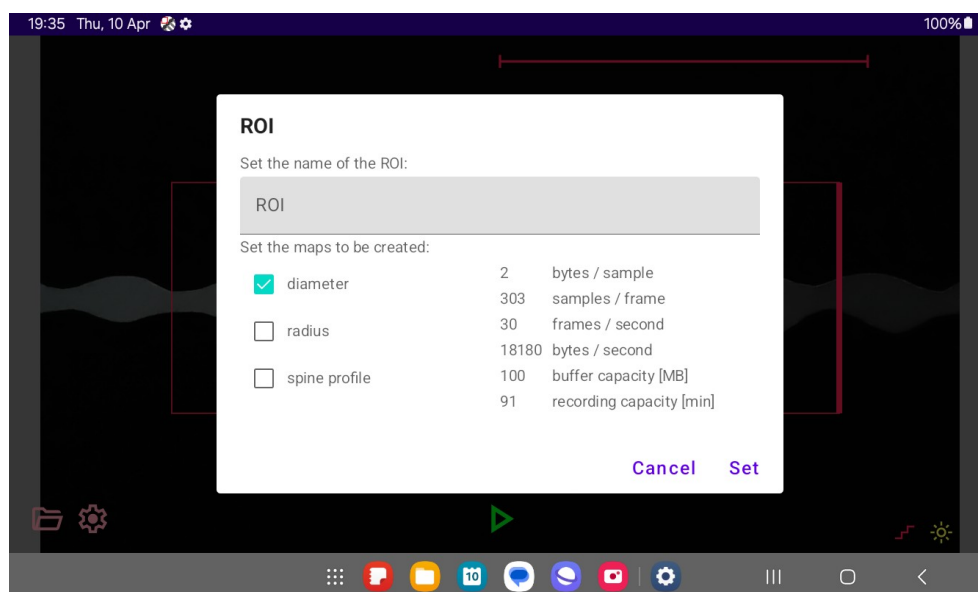 19:35 Thu, 10 Apr
100%
ROI
Set the name of the ROI:
ROI
Set the maps to be created:
diameter
radius
spine profile
2 bytes / sample
303 samples / frame
30 frames / second
18180 bytes / second
100 buffer capacity [MB]
91 recording capacity [min]
Cancel Set
10